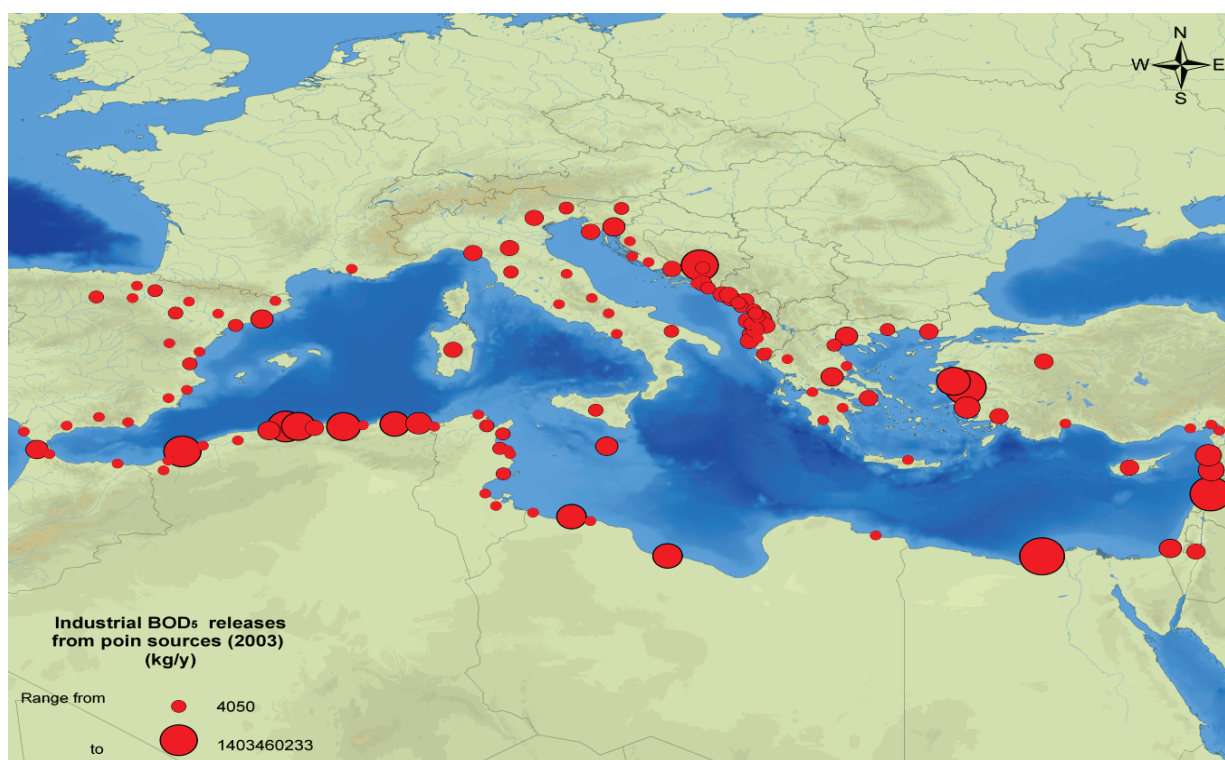 N
W E
S
Industrial BOD₅ releases
from poin sources (2003)
(kg/y)
Range from
4050
to 1403460233